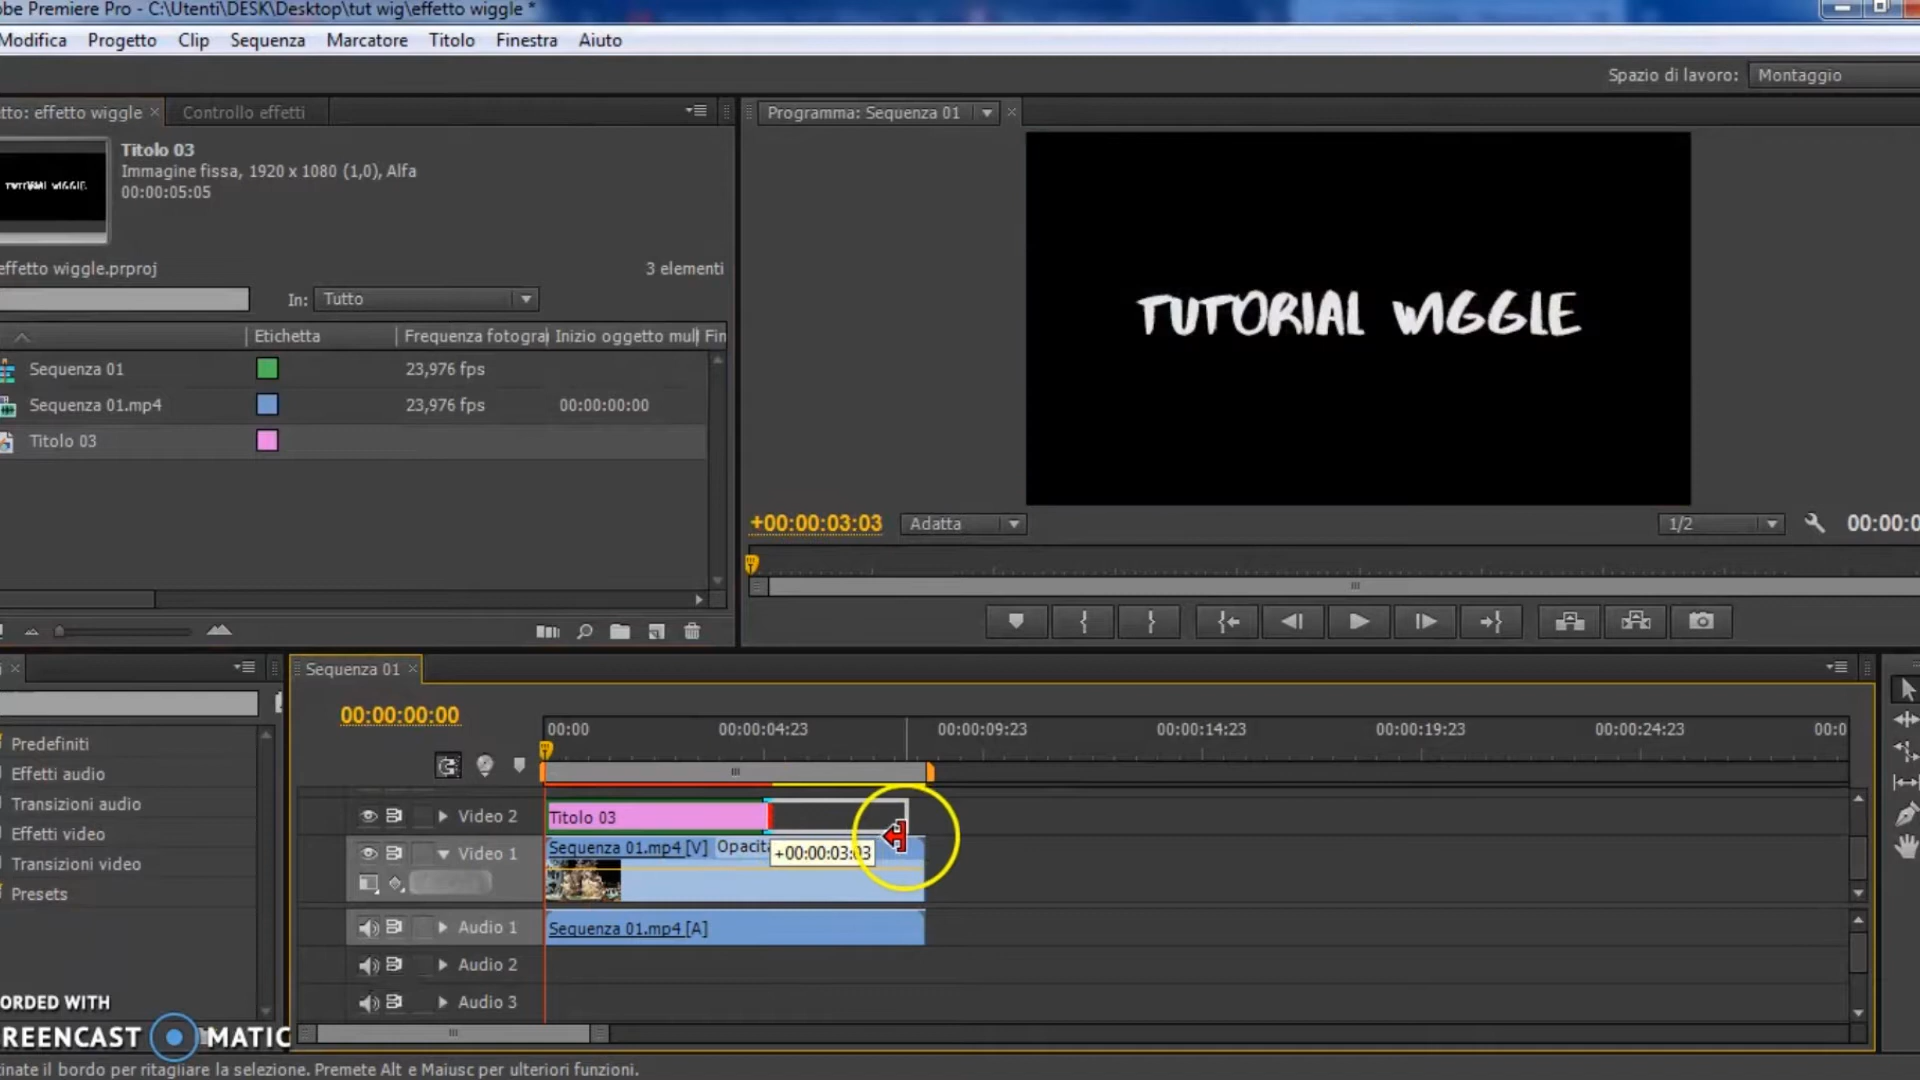 obe Premiere Pro - C:\Utenti\DESK\Desktop\tut wig\effetto wiggle *
Modifica Progetto Clip Sequenza Marcatore Titolo Finestra Aiuto
Spazio di lavoro: Montaggio
tto: effetto wiggle Controllo effetti
Programma: Sequenza 01
Titolo 03
Immagine fissa, 1920 x 1080 (1,0), Alfa
00:00:05:05
TUTORIAL WIGGLE
effetto wiggle.prproj 3 elementi
In: Tutto
Etichetta Frequenza fotogra Inizio oggetto mul Fin
Sequenza 01 23,976 fps
Sequenza 01.mp4 23,976 fps 00:00:00:00
Titolo 03
TUTORIAL WIGGLE
+00:00:03:03 Adatta 1/2 00:00:0
Predefiniti
Effetti audio
Transizioni audio
Effetti video
Transizioni video
Presets
Sequenza 01
00:00:00:00
00:00 00:00:04:23 00:00:09:23 00:00:14:23 00:00:19:23 00:00:24:23 00:0
Video 2 Titolo 03
Video 1 Sequenza 01.mp4 [V] Opacita
+00:00:03:03
Audio 1 Sequenza 01.mp4 [A]
Audio 2
Audio 3
ORDED WITH
REENCAST MATIC
inate il bordo per ritagliare la selezione. Premete Alt e Maiusc per ulteriori funzioni.